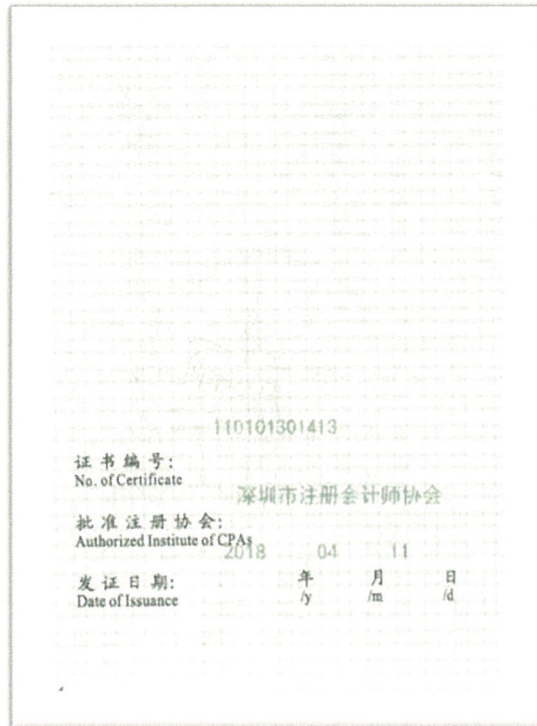 110101301413
证书编号:
No. of Certificate
深圳市注册会计师协会
批准注册协会:
Authorized Institute of CPAs
2018 04 11
发证日期: 年 月 日
Date of Issuance /y /m /d